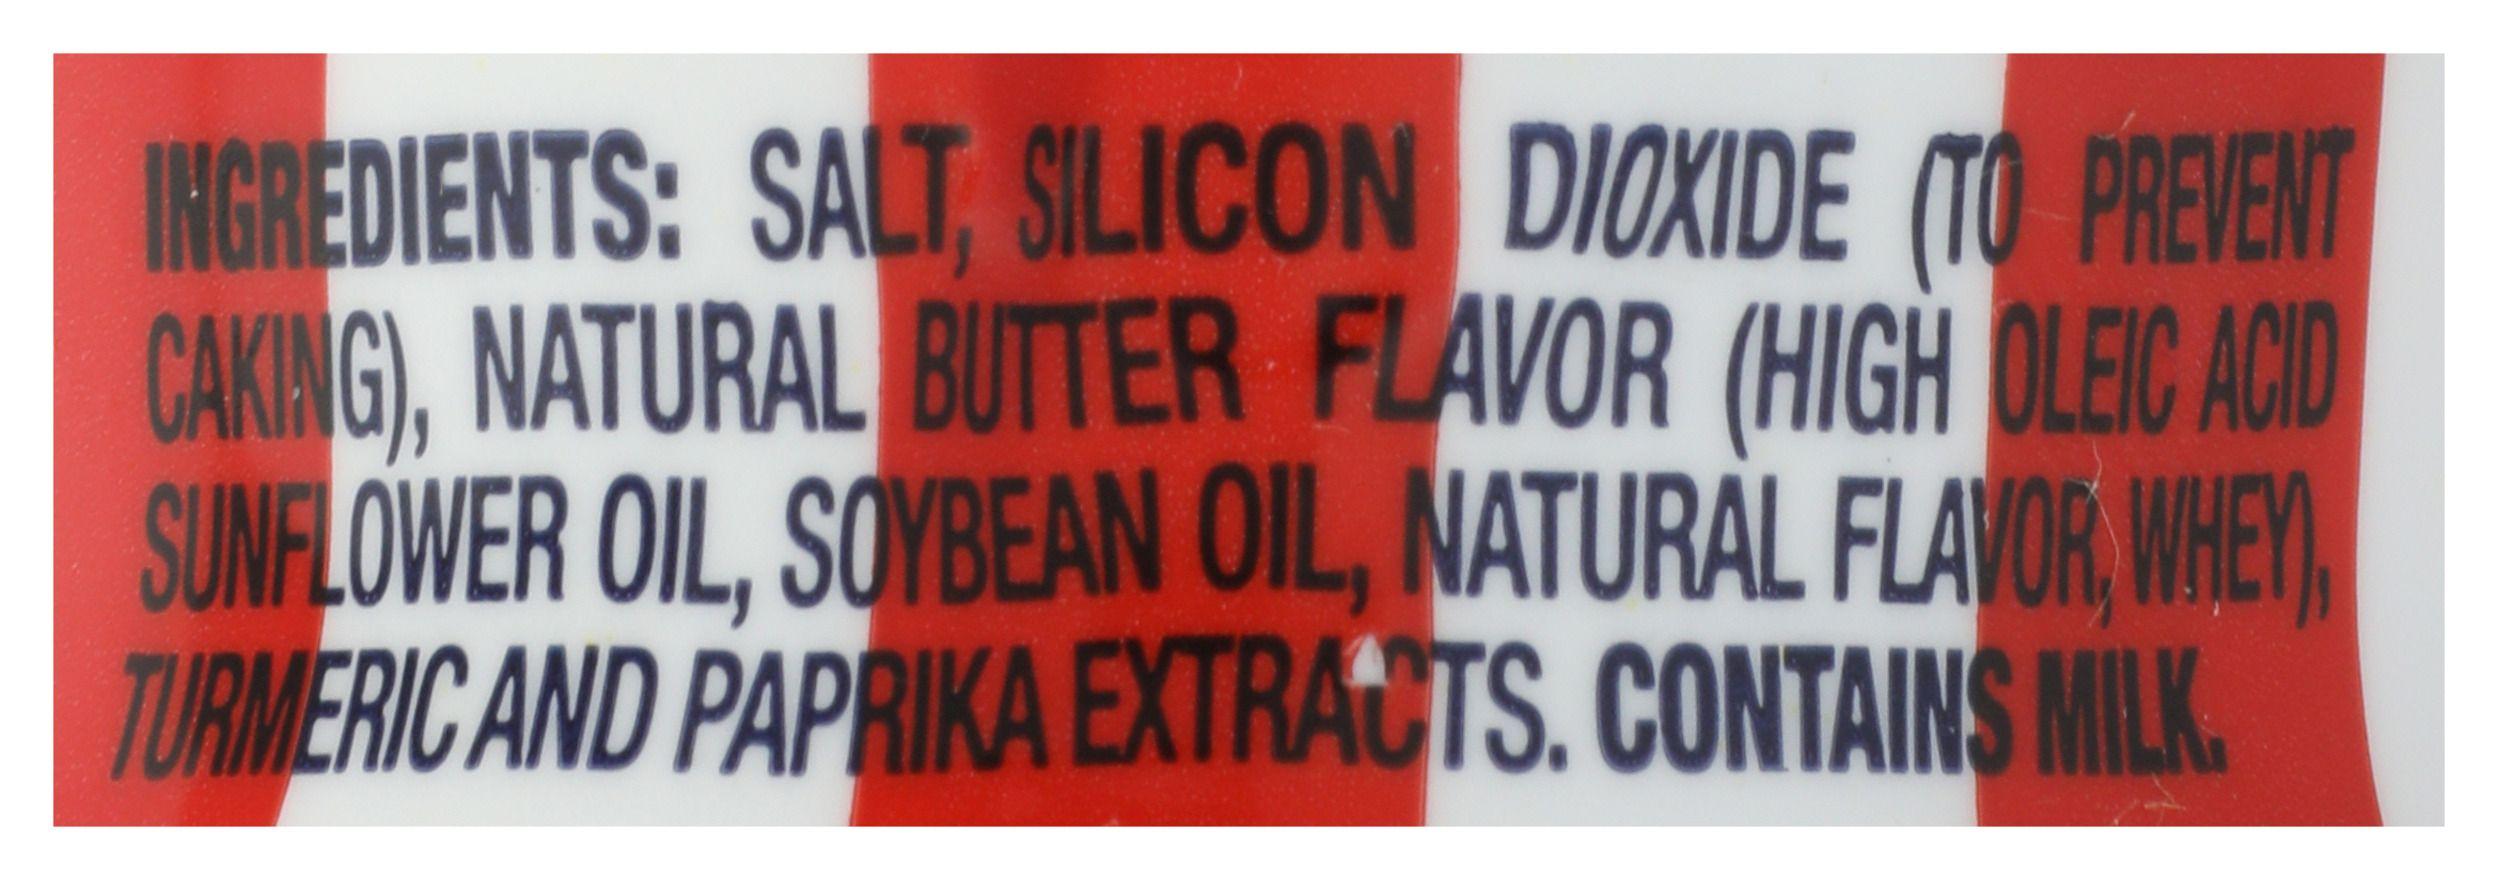 INGREDIENTS: SALT, SILICON DIOXIDE (TO PREVENT
CAKING), NATURAL BUTTER FLAVOR (HIGH OLEIC ACID
SUNFLOWER OIL, SOYBEAN OIL, NATURAL FLAVOR, WHEY),
TURMERIC AND PAPRIKA EXTRACTS. CONTAINS MILK.